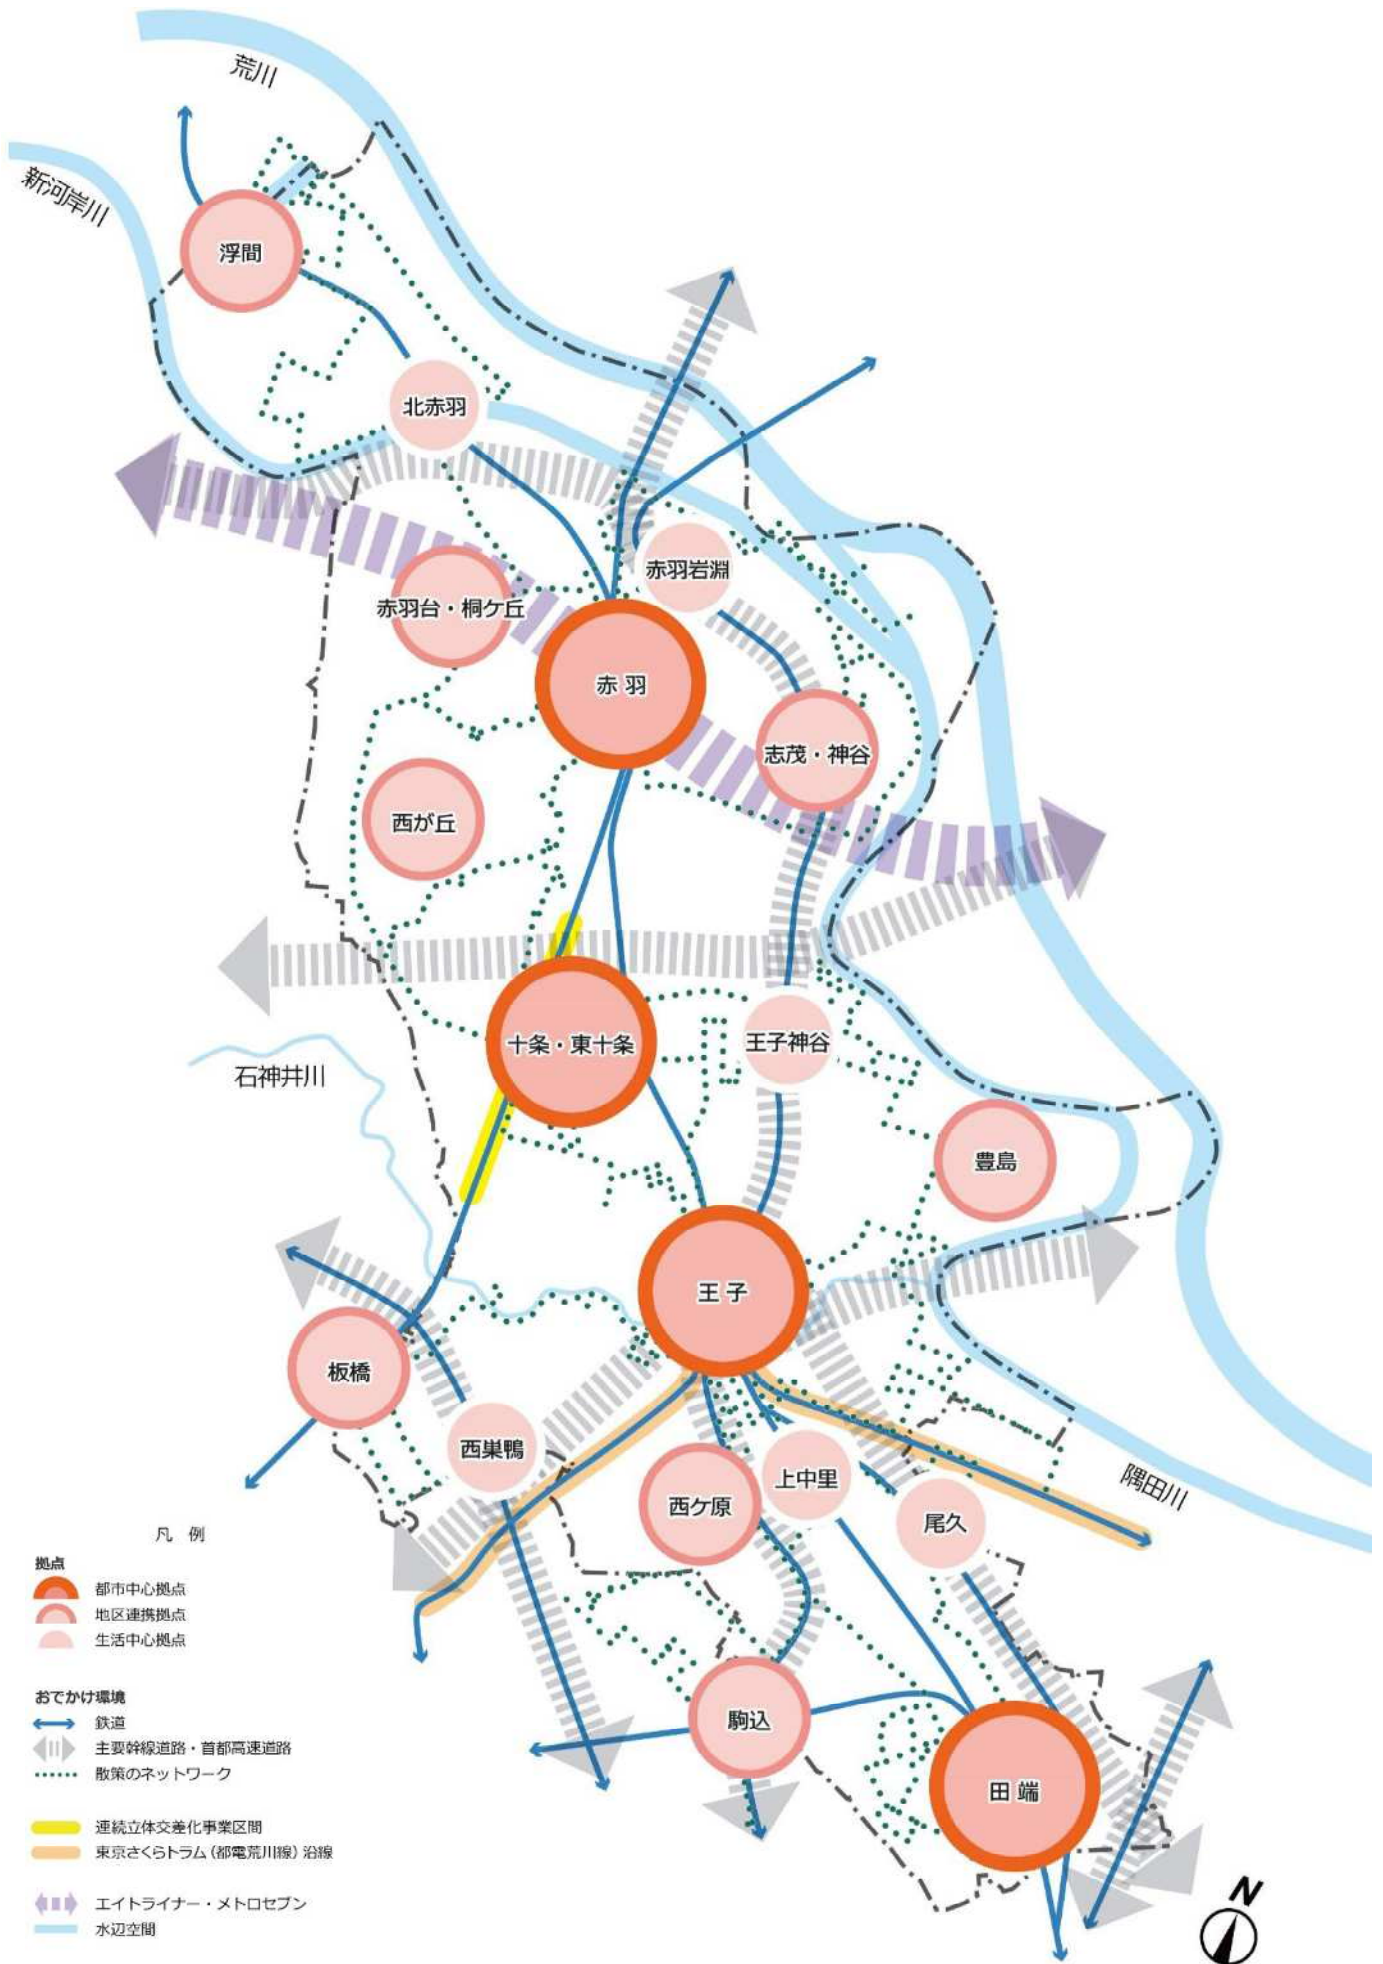 荒川
新河岸川
浮間
北赤羽
赤羽岩淵
赤羽台・桐ケ丘
赤羽
志茂・神谷
西が丘
十条・東十条
王子神谷
石神井川
豊島
王子
板橋
西巣鴨
上中里
西ケ原
尾久
隅田川
駒込
田端
凡例
拠点
都市中心拠点
地区連携拠点
生活中心拠点
おでかけ環境
鉄道
主要幹線道路・首都高速道路
散策のネットワーク
連続立体交差化事業区間
東京さくらトラム(都電荒川線)沿線
エイトライナー・メトロセブン
水辺空間
N